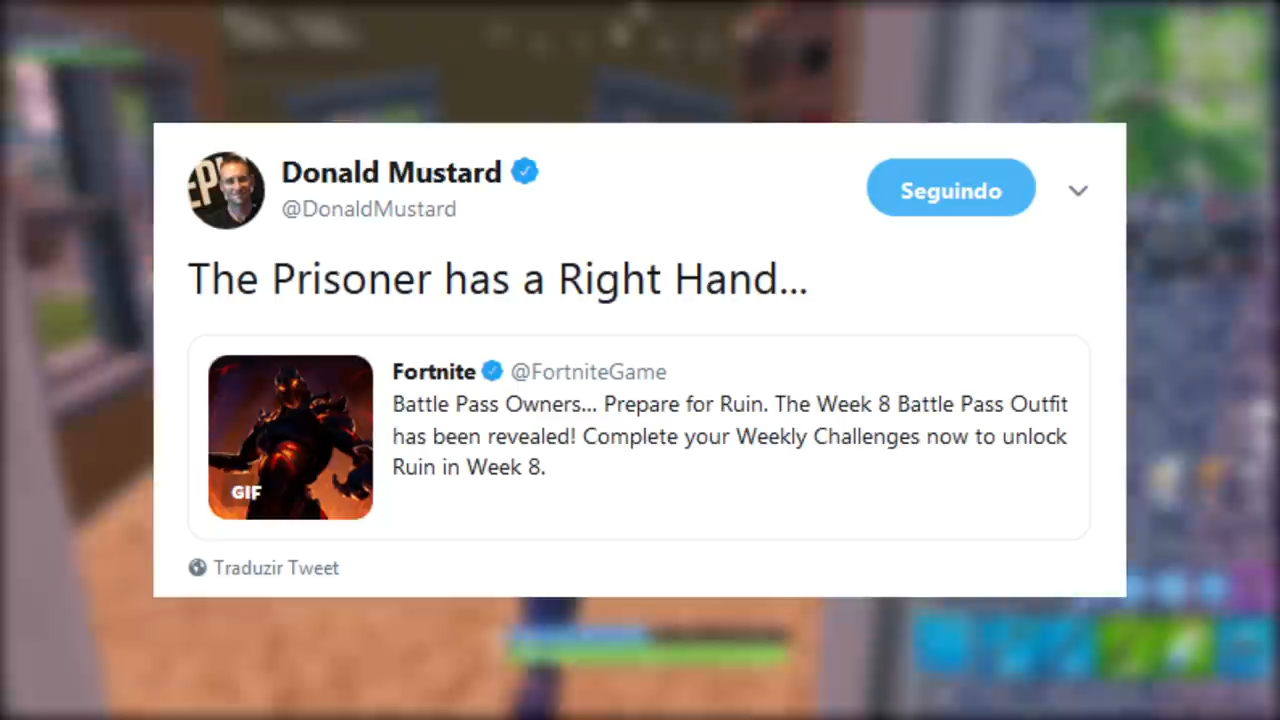 Donald Mustard
@DonaldMustard
Seguindo
The Prisoner has a Right Hand...
Fortnite @FortniteGame
Battle Pass Owners... Prepare for Ruin. The Week 8 Battle Pass Outfit
has been revealed! Complete your Weekly Challenges now to unlock
Ruin in Week 8.
GIF
Traduzir Tweet